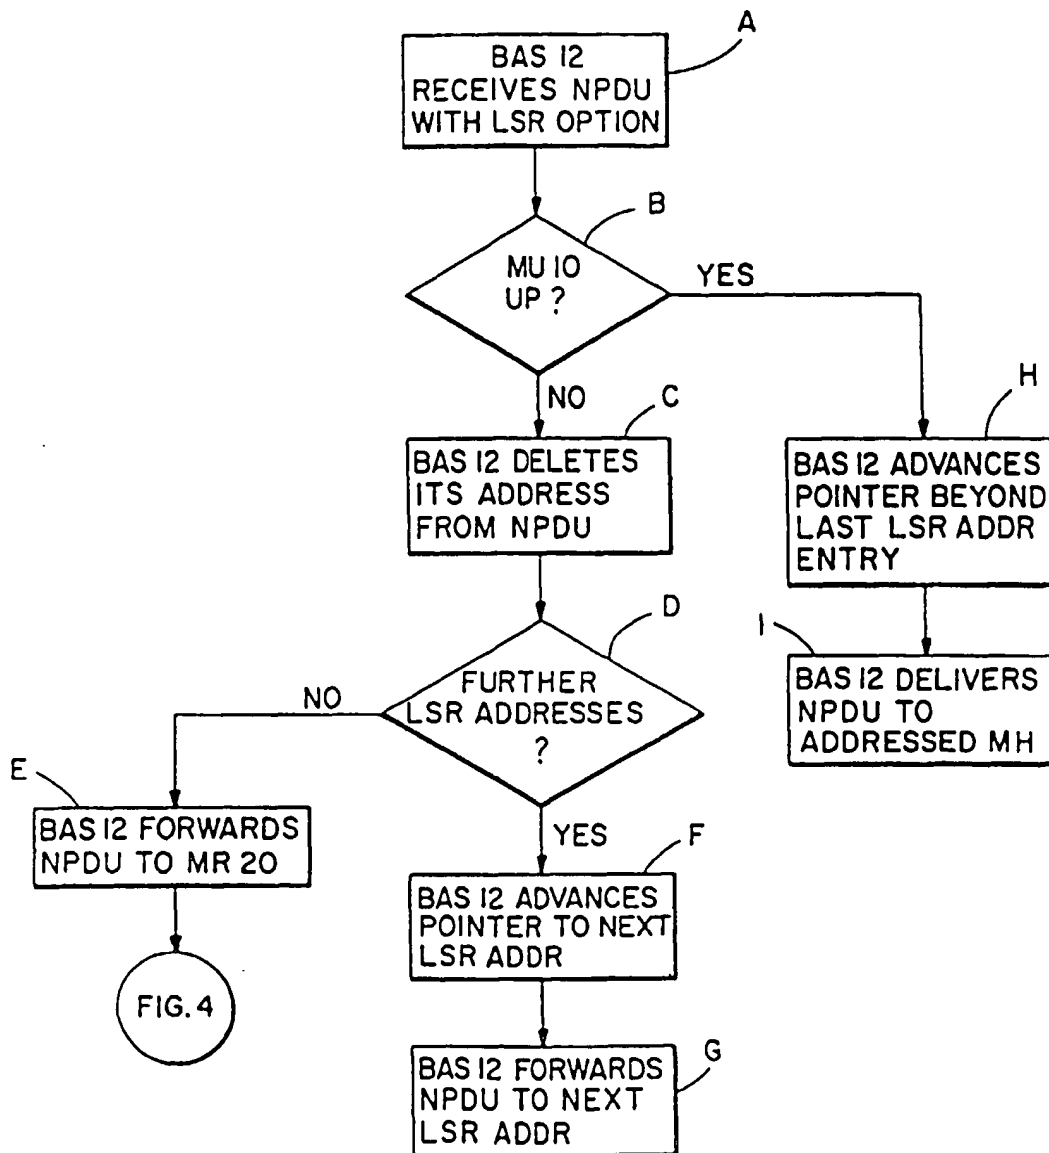 A
BAS 12
RECEIVES NPDU
WITH LSR OPTION
B
MU 10
UP ?
YES
NO
C
H
BAS 12 DELETES
ITS ADDRESS
FROM NPDU
BAS 12 ADVANCES
POINTER BEYOND
LAST LSR ADDR
ENTRY
D
I
FURTHER
LSR ADDRESSES
?
NO
BAS 12 DELIVERS
NPDU TO
ADDRESSED MH
E
BAS 12 FORWARDS
NPDU TO MR 20
YES
F
BAS 12 ADVANCES
POINTER TO NEXT
LSR ADDR
FIG. 4
G
BAS 12 FORWARDS
NPDU TO NEXT
LSR ADDR